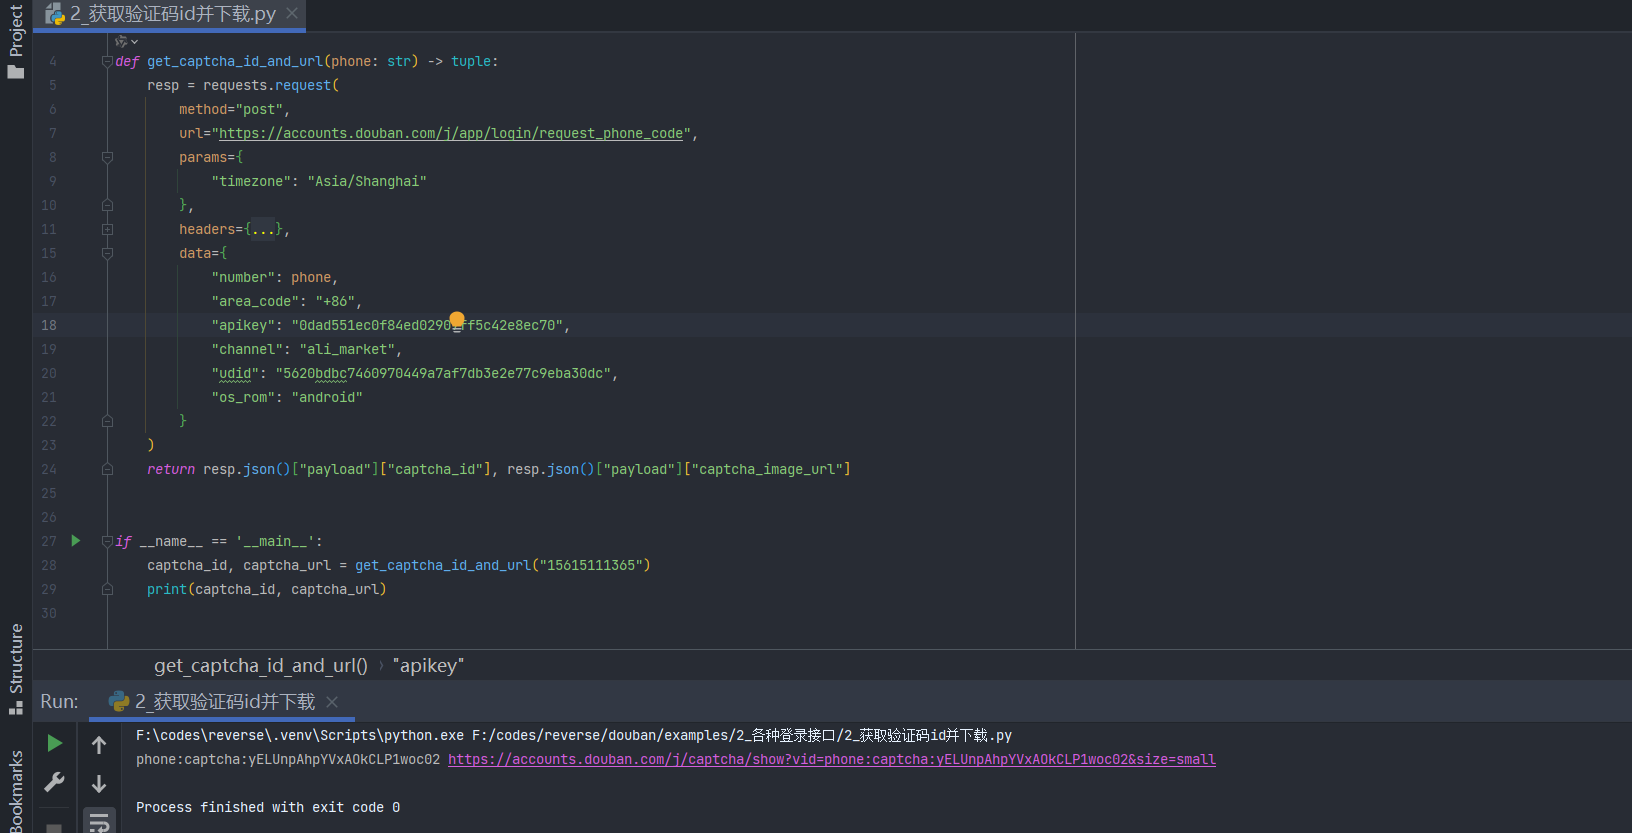 Project
2_获取验证码id并下载.py
4 def get_captcha_id_and_url(phone: str) -> tuple:
5 resp = requests.request(
6 method="post",
7 url="https://accounts.douban.com/j/app/login/request_phone_code",
8 params={
9 "timezone": "Asia/Shanghai"
10 },
11 headers={...},
15 data={
16 "number": phone,
17 "area_code": "+86",
18 "apikey": "0dad551ec0f84ed02907ff5c42e8ec70",
19 "channel": "ali_market",
20 "udid": "5620bdbc7460970449a7af7db3e2e77c9eba30dc",
21 "os_rom": "android"
22 }
23 )
24 return resp.json()["payload"]["captcha_id"], resp.json()["payload"]["captcha_image_url"]
25
26
27 if __name__ == '__main__':
28 captcha_id, captcha_url = get_captcha_id_and_url("15615111365")
29 print(captcha_id, captcha_url)
30
Structure
get_captcha_id_and_url() › "apikey"
Run: 2_获取验证码id并下载
Bookmarks
F:\codes\reverse\.venv\Scripts\python.exe F:/codes/reverse/douban/examples/2_各种登录接口/2_获取验证码id并下载.py
phone:captcha:yELUnpAhpYVxAOkCLP1woc02 https://accounts.douban.com/j/captcha/show?vid=phone:captcha:yELUnpAhpYVxAOkCLP1woc02&size=small
Process finished with exit code 0